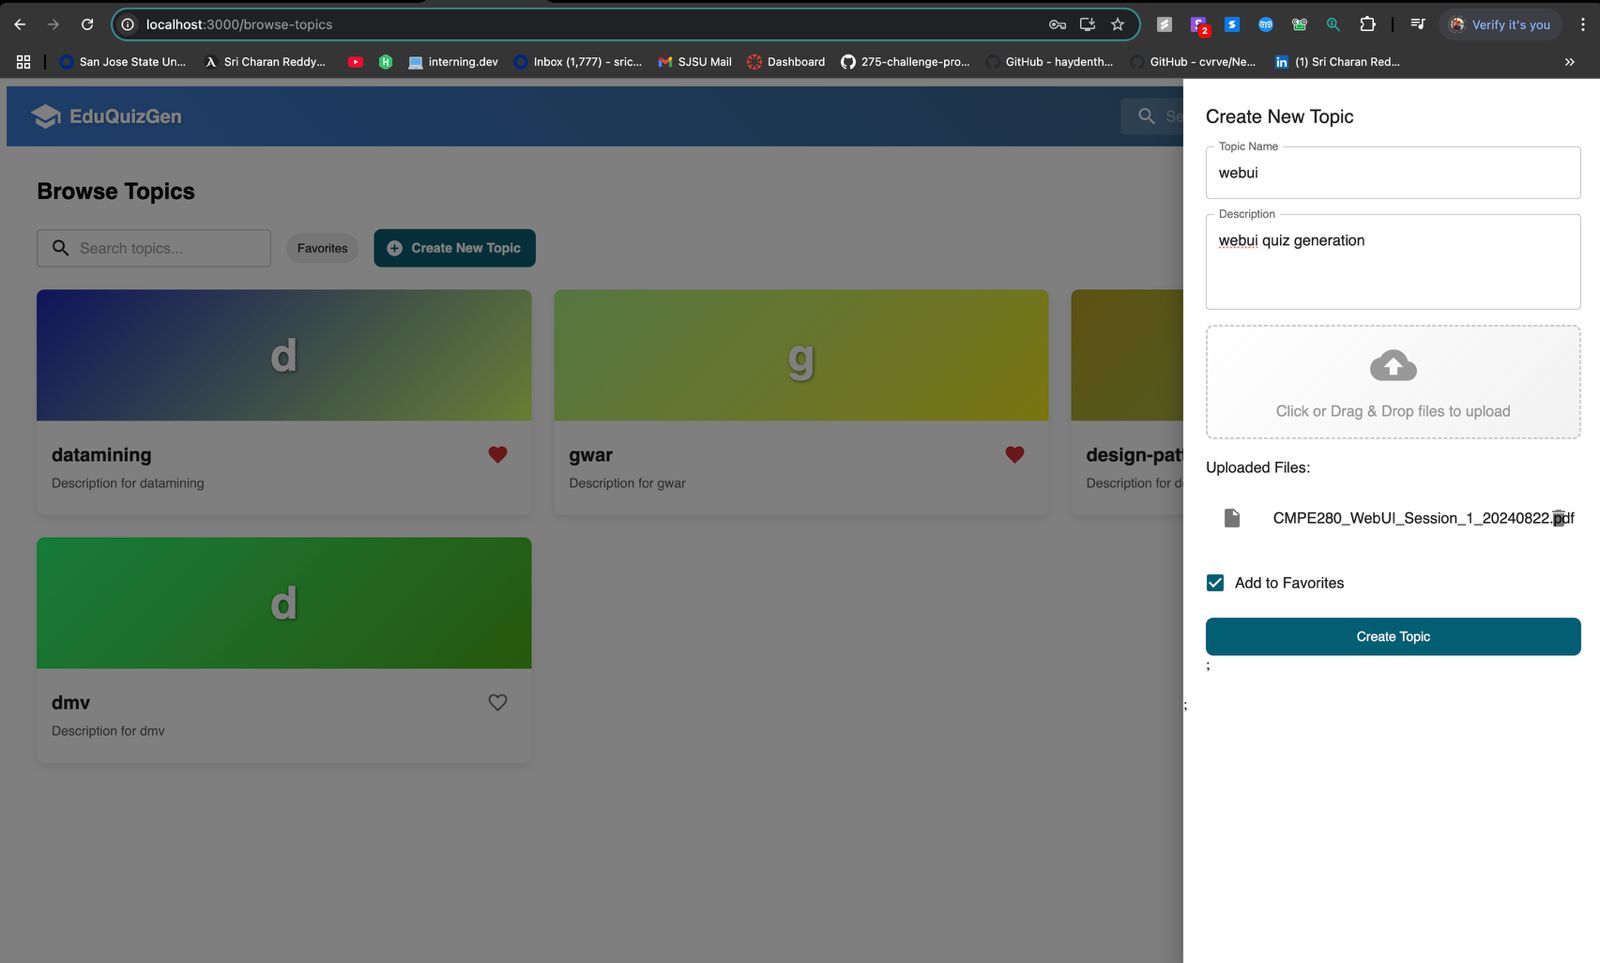 localhost:3000/browse-topics
2
Verify it's you
San Jose State Un...
Sri Charan Reddy...
interning.dev
Inbox (1,777) - sric...
SJSU Mail
Dashboard
275-challenge-pro...
GitHub - haydenth...
GitHub - cvrve/Ne...
(1) Sri Charan Red...
EduQuizGen
Se
Browse Topics
Search topics...
Favorites
Create New Topic
d
g
datamining
Description for datamining
gwar
Description for gwar
design-pat
Description for d
d
dmv
Description for dmv
Create New Topic
Topic Name
webui
Description
webui quiz generation
Click or Drag & Drop files to upload
Uploaded Files:
CMPE280_WebUI_Session_1_20240822.pdf
Add to Favorites
Create Topic
;
;